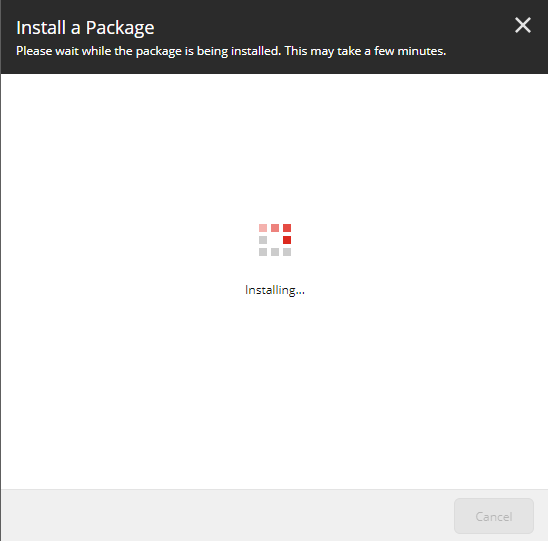 Install a Package
Please wait while the package is being installed. This may take a few minutes.
Installing...
Cancel